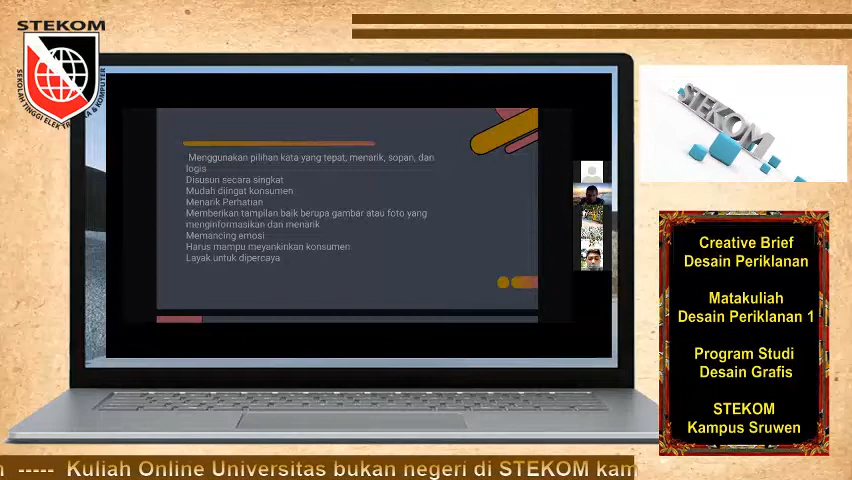 STEKOM
SEKOLAH TINGGI ELEKTRONIKA & KOMPUTER
STEKOM
Menggunakan pilihan kata yang tepat, menarik, sopan, dan
logis
Disusun secara singkat
Mudah diingat konsumen
Menarik Perhatian
Memberikan tampilan baik berupa gambar atau foto yang
menginformasikan dan menarik
Memancing emosi
Harus mampu meyankinkan konsumen
Layak untuk dipercaya
Creative Brief
Desain Periklanan
Matakuliah
Desain Periklanan 1
Program Studi
Desain Grafis
STEKOM
Kampus Sruwen
----- Kuliah Online Universitas bukan negeri di STEKOM kam